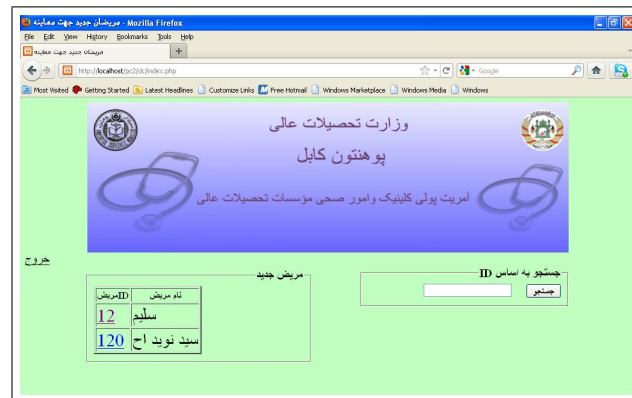 مریضان جدید جهت معاینه - Mozilla Firefox
File Edit View History Bookmarks Tools Help
مریضان جدید جهت معاینه
http://localhost/pc2/dc/index.php
Google
Most Visited Getting Started Latest Headlines Customize Links Free Hotmail Windows Marketplace Windows Media Windows
وزارت تحصیلات عالی
پوهنتون کابل
آمریت پولی کلینیک وامور صحی مؤسسات تحصیلات عالی
خروج
جستجو به اساس ID
جستجو
مریض جدید
نام مریض IDمریض
سلیم 12
سید نوید اح 120